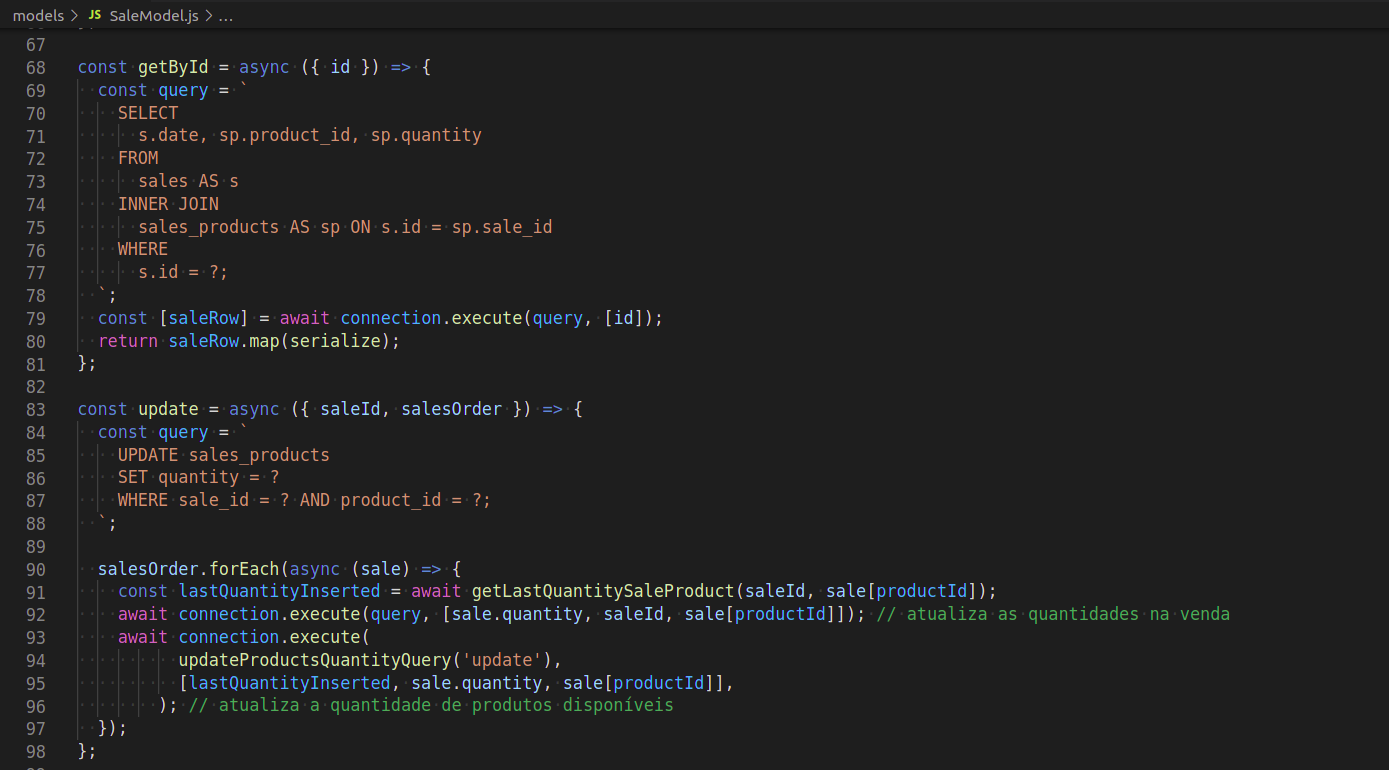 models > JS SaleModel.js > ...
67
68 const getById = async ({ id }) => {
69   const query = `
70     SELECT
71       s.date, sp.product_id, sp.quantity
72     FROM
73       sales AS s
74     INNER JOIN
75       sales_products AS sp ON s.id = sp.sale_id
76     WHERE
77       s.id = ?;
78   `;
79   const [saleRow] = await connection.execute(query, [id]);
80   return saleRow.map(serialize);
81 };
82
83 const update = async ({ saleId, salesOrder }) => {
84   const query = `
85     UPDATE sales_products
86     SET quantity = ?
87     WHERE sale_id = ? AND product_id = ?;
88   `;
89
90   salesOrder.forEach(async (sale) => {
91     const lastQuantityInserted = await getLastQuantitySaleProduct(saleId, sale[productId]);
92     await connection.execute(query, [sale.quantity, saleId, sale[productId]]); // atualiza as quantidades na venda
93     await connection.execute(
94           updateProductsQuantityQuery('update'),
95           [lastQuantityInserted, sale.quantity, sale[productId]],
96         ); // atualiza a quantidade de produtos disponíveis
97   });
98 };